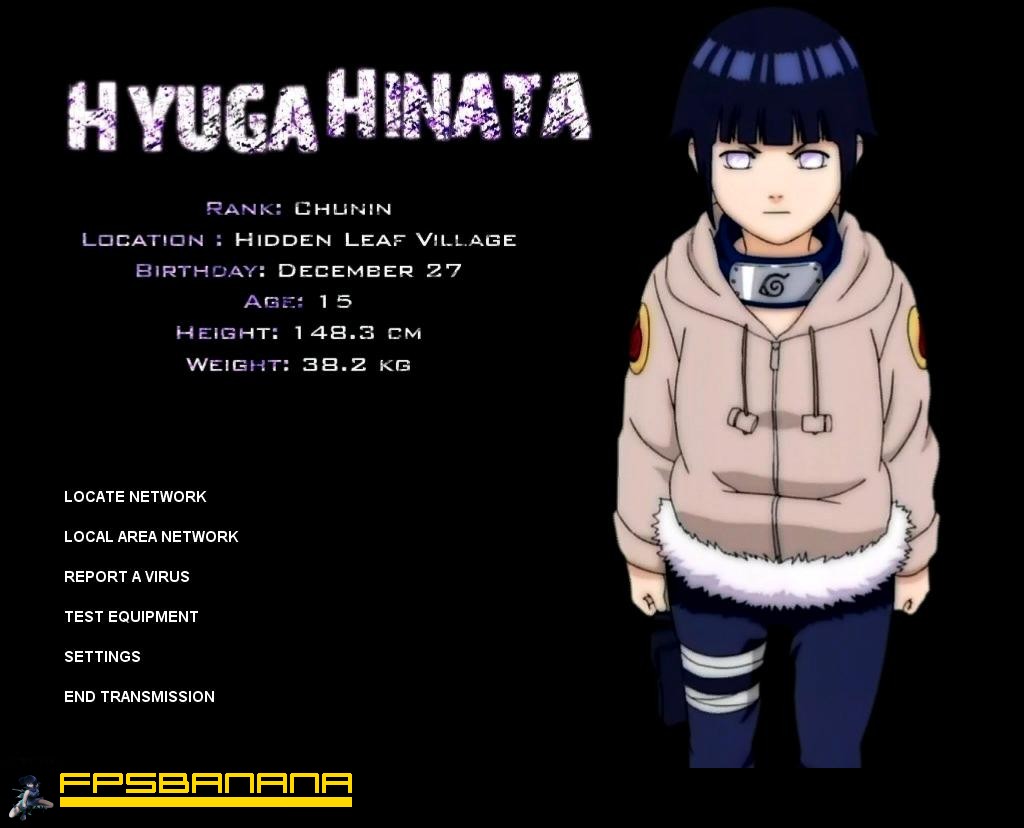 HYUGA HINATA
RANK: CHUNIN
LOCATION : HIDDEN LEAF VILLAGE
BIRTHDAY: DECEMBER 27
AGE: 15
HEIGHT: 148.3 CM
WEIGHT: 38.2 KG
LOCATE NETWORK
LOCAL AREA NETWORK
REPORT A VIRUS
TEST EQUIPMENT
SETTINGS
END TRANSMISSION
FPSBANANA